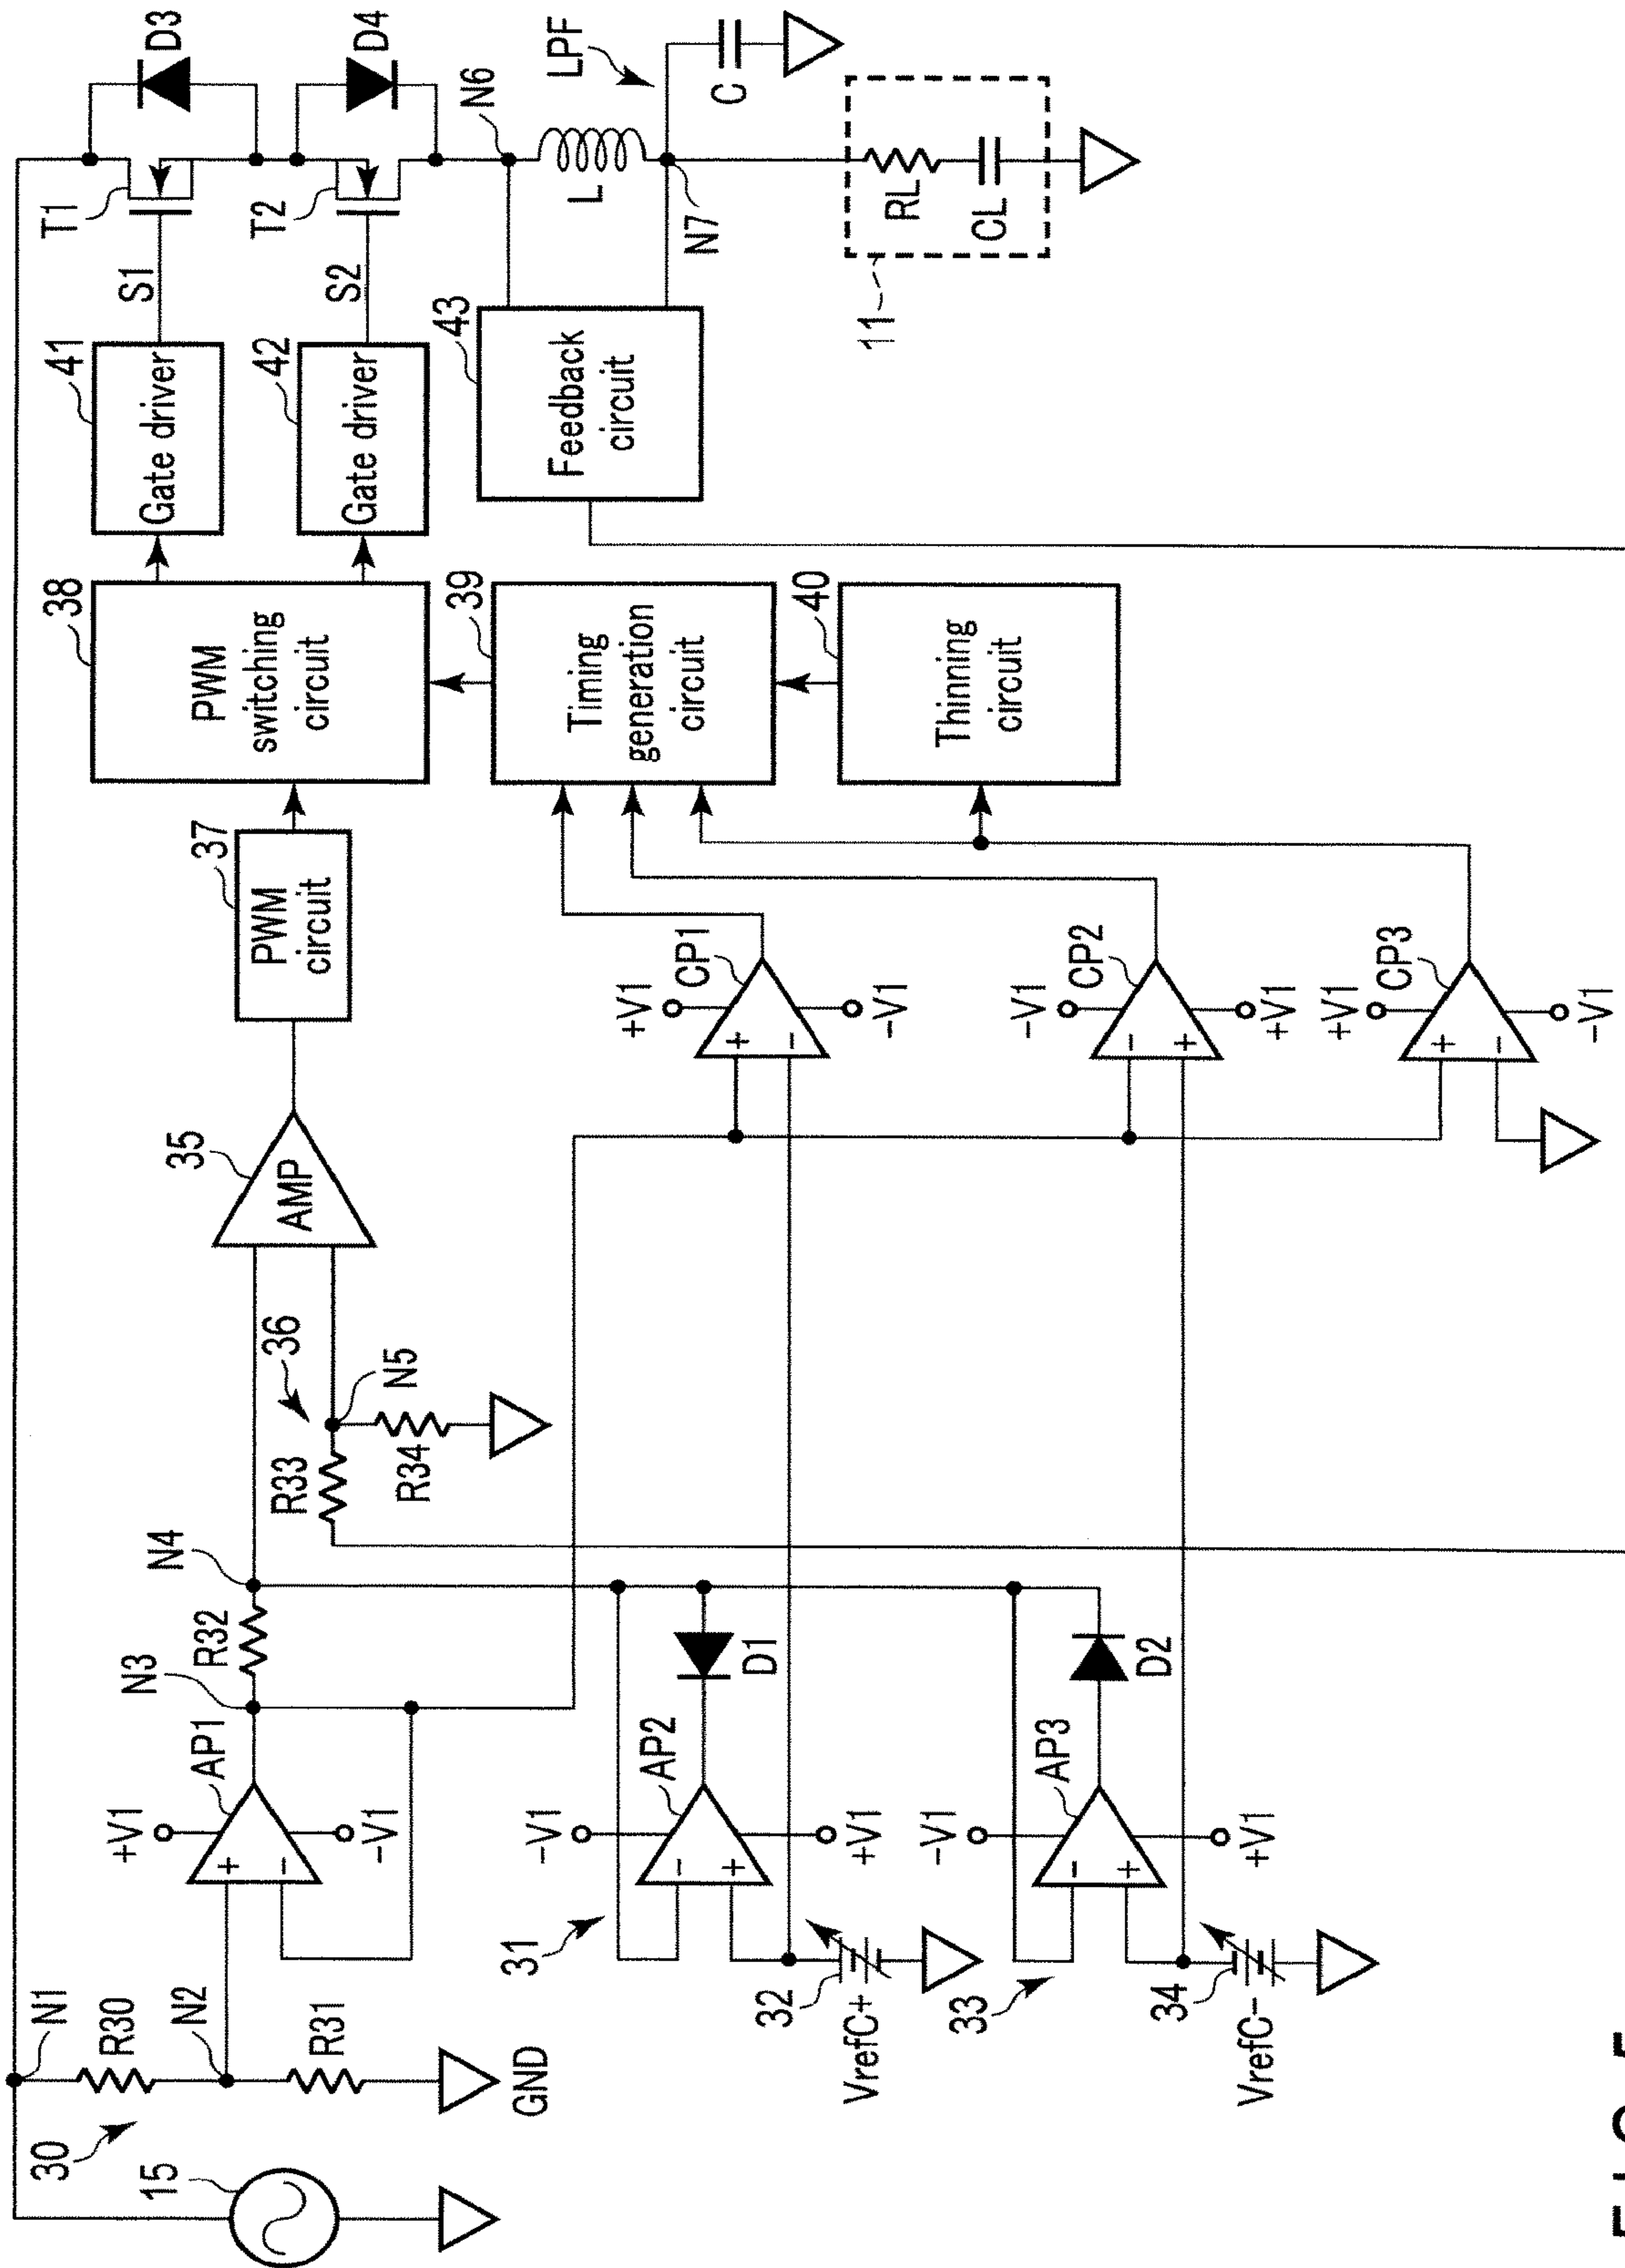 30
N1
+V1
AP1
N3
N4
38
41
T1
D3
15
R30
N2
R31
GND
+
−
−V1
R32
R33
36
N5
R34
35
AMP
37
PWM
circuit
PWM
switching
circuit
Gate driver
S1
42
Gate driver
S2
T2
D4
31
−V1
AP2
−
+
+V1
D1
32
VrefC+
+V1
CP1
+
−
−V1
39
Timing
generation
circuit
43
Feedback
circuit
N6
L
N7
LPF
C
33
−V1
AP3
−
+
+V1
D2
34
VrefC−
−V1
CP2
−
+
+V1
40
Thinning
circuit
11
RL
CL
+V1
CP3
+
−
−V1